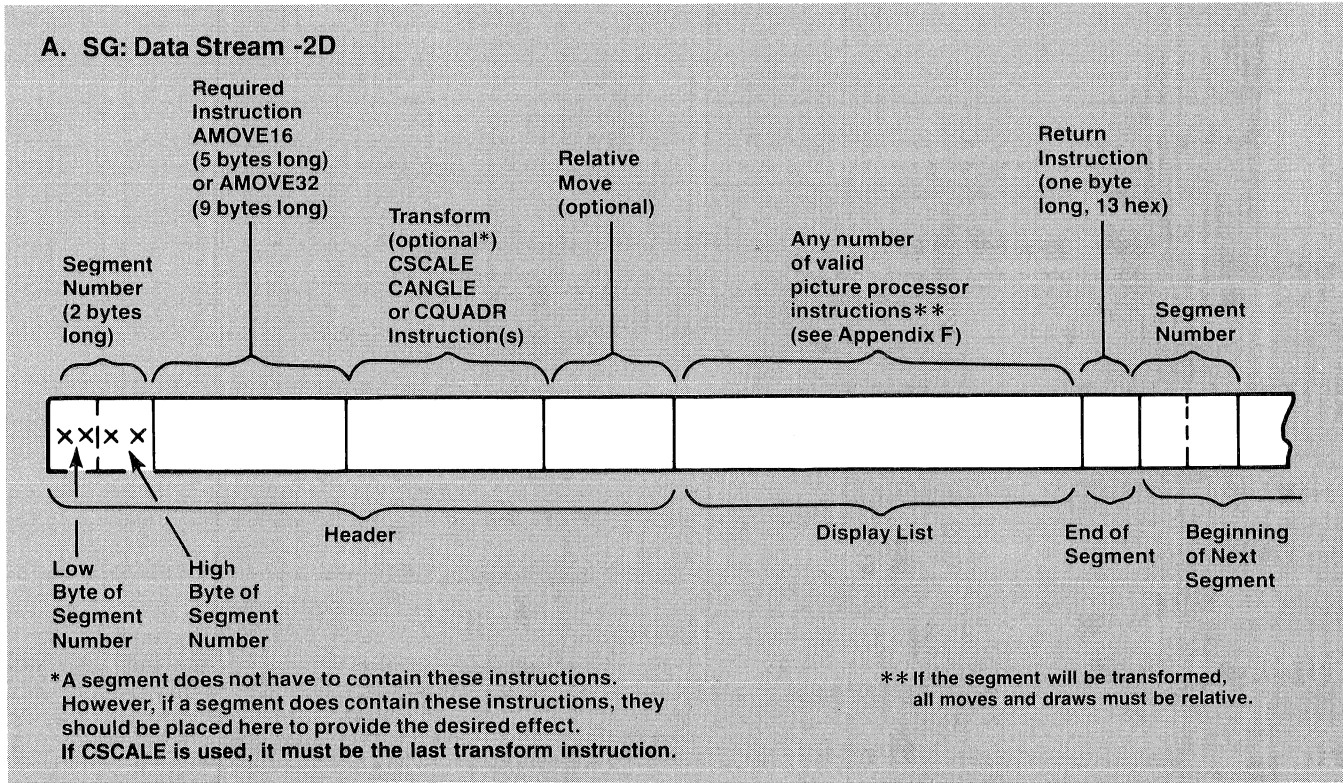 A. SG: Data Stream -2D
Required
Instruction
AMOVE16
(5 bytes long)
or AMOVE32
(9 bytes long)
Segment
Number
(2 bytes
long)
Transform
(optional*)
CSCALE
CANGLE
or CQUADR
Instruction(s)
Relative
Move
(optional)
Any number
of valid
picture processor
instructions**
(see Appendix F)
Return
Instruction
(one byte
long, 13 hex)
Segment
Number
××|× ×
Header
Display List
End of
Segment
Beginning
of Next
Segment
Low
Byte of
Segment
Number
High
Byte of
Segment
Number
*A segment does not have to contain these instructions.
However, if a segment does contain these instructions, they
should be placed here to provide the desired effect.
If CSCALE is used, it must be the last transform instruction.
**If the segment will be transformed,
all moves and draws must be relative.